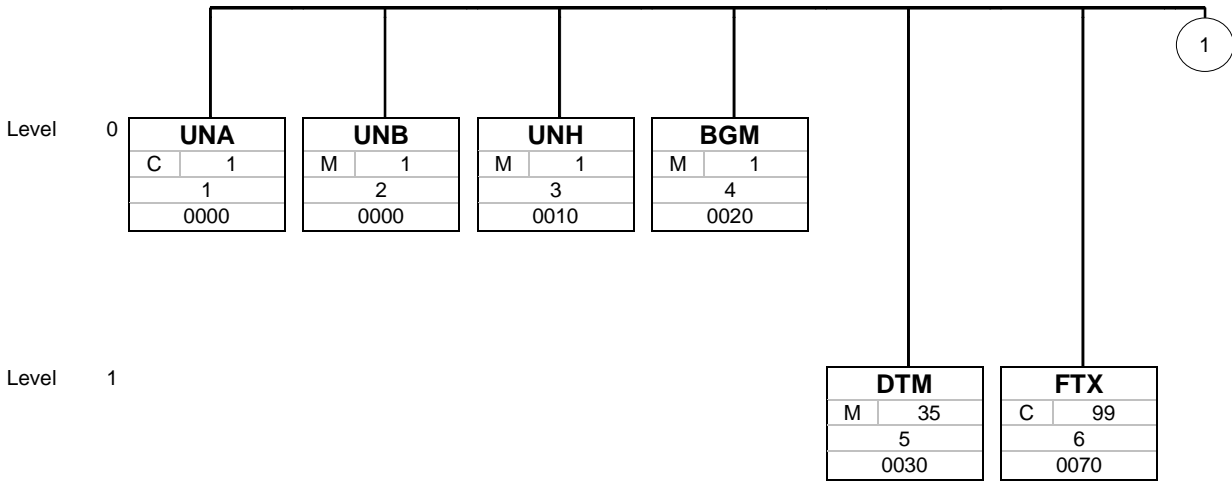 1
Level 0
UNA UNB UNH BGM
C 1 M 1 M 1 M 1
1 2 3 4
0000 0000 0010 0020
Level 1
DTM FTX
M 35 C 99
5 6
0030 0070